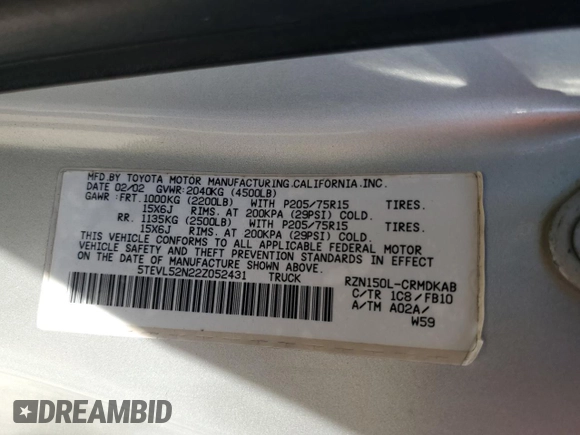 MFD.BY TOYOTA MOTOR MANUFACTURING,CALIFORNIA,INC.
DATE 02/02 GVWR:2040KG (4500LB)
GAWR:FRT.1000KG (2200LB) WITH P205/75R15 TIRES.
15X6J RIMS. AT 200KPA (29PSI) COLD.
RR. 1135KG (2500LB) WITH P205/75R15 TIRES.
15X6J RIMS. AT 200KPA (29PSI) COLD.
THIS VEHICLE CONFORMS TO ALL APPLICABLE FEDERAL MOTOR
VEHICLE SAFETY AND THEFT PREVENTION STANDARDS IN EFFECT
ON THE DATE OF MANUFACTURE SHOWN ABOVE.
5TEVL52N22Z052431 TRUCK RZN150L-CRMDKAB
C/TR 1C8/FB10
A/TM A02A/
W59
DREAMBID